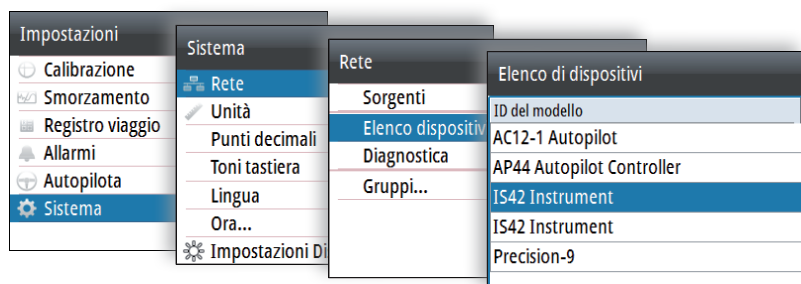 Impostazioni
Calibrazione
Smorzamento
Registro viaggio
Allarmi
Autopilota
Sistema
Sistema
Rete
Unità
Punti decimali
Toni tastiera
Lingua
Ora...
Impostazioni Di
Rete
Sorgenti
Elenco dispositiv
Diagnostica
Gruppi...
Elenco di dispositivi
ID del modello
AC12-1 Autopilot
AP44 Autopilot Controller
IS42 Instrument
IS42 Instrument
Precision-9